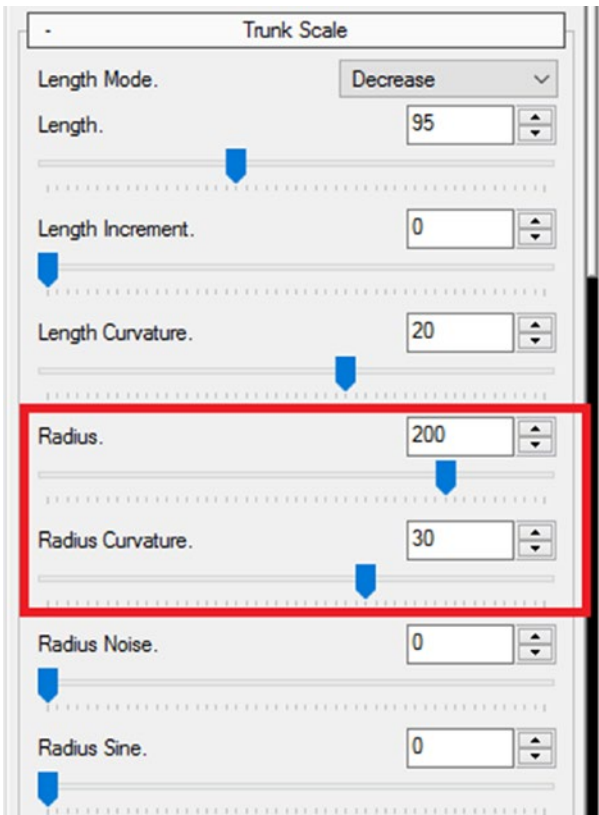 - Trunk Scale
Length Mode. Decrease
Length. 95
Length Increment. 0
Length Curvature. 20
Radius. 200
Radius Curvature. 30
Radius Noise. 0
Radius Sine. 0